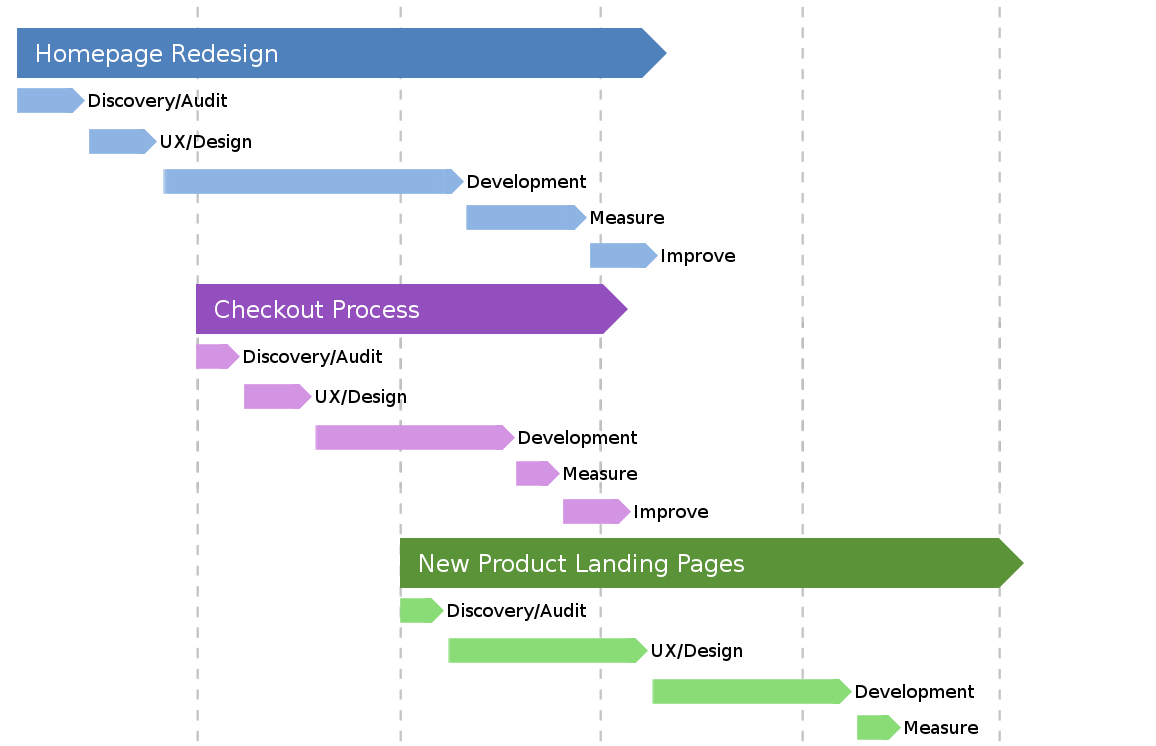 Homepage Redesign
Discovery/Audit
UX/Design
Development
Measure
Improve
Checkout Process
Discovery/Audit
UX/Design
Development
Measure
Improve
New Product Landing Pages
Discovery/Audit
UX/Design
Development
Measure